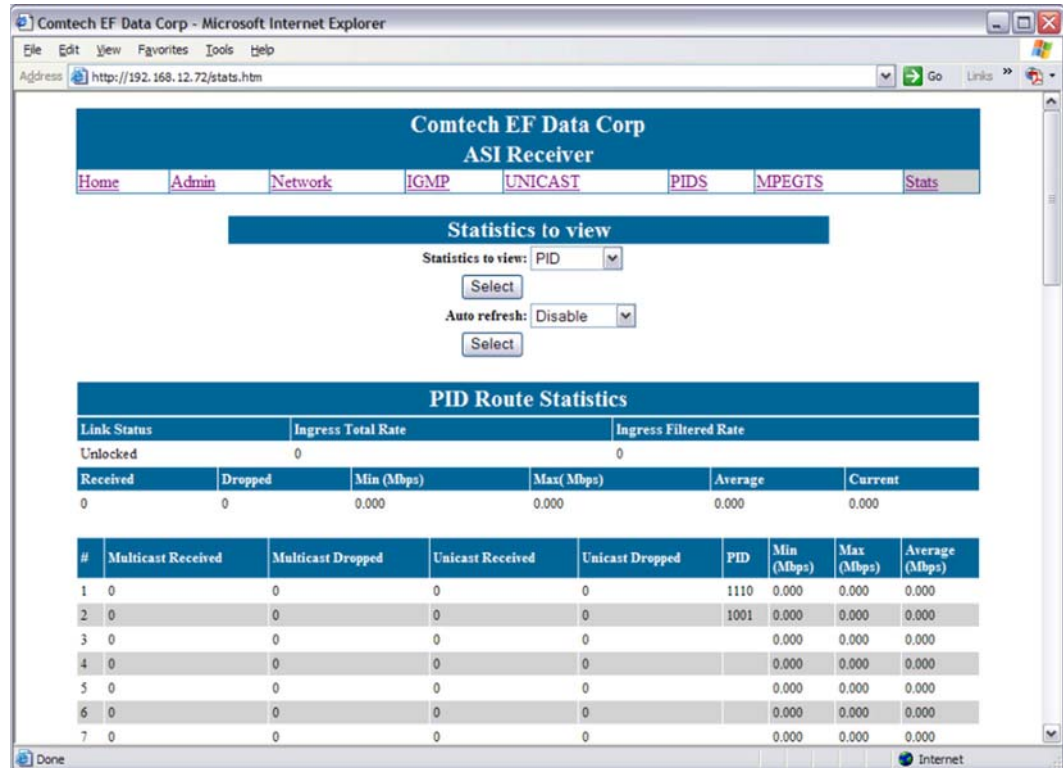 Comtech EF Data Corp - Microsoft Internet Explorer
File Edit View Favorites Tools Help
Address http://192.168.12.72/stats.htm Go Links »
Comtech EF Data Corp
ASI Receiver
Home Admin Network IGMP UNICAST PIDS MPEGTS Stats
Statistics to view
Statistics to view: PID
Select
Auto refresh: Disable
Select
PID Route Statistics
Link Status Ingress Total Rate Ingress Filtered Rate
Unlocked 0 0
Received Dropped Min (Mbps) Max( Mbps) Average Current
0 0 0.000 0.000 0.000 0.000
# Multicast Received Multicast Dropped Unicast Received Unicast Dropped PID Min (Mbps) Max (Mbps) Average (Mbps)
1 0 0 0 0 1110 0.000 0.000 0.000
2 0 0 0 0 1001 0.000 0.000 0.000
3 0 0 0 0 0.000 0.000 0.000
4 0 0 0 0 0.000 0.000 0.000
5 0 0 0 0 0.000 0.000 0.000
6 0 0 0 0 0.000 0.000 0.000
7 0 0 0 0 0.000 0.000 0.000
Done Internet